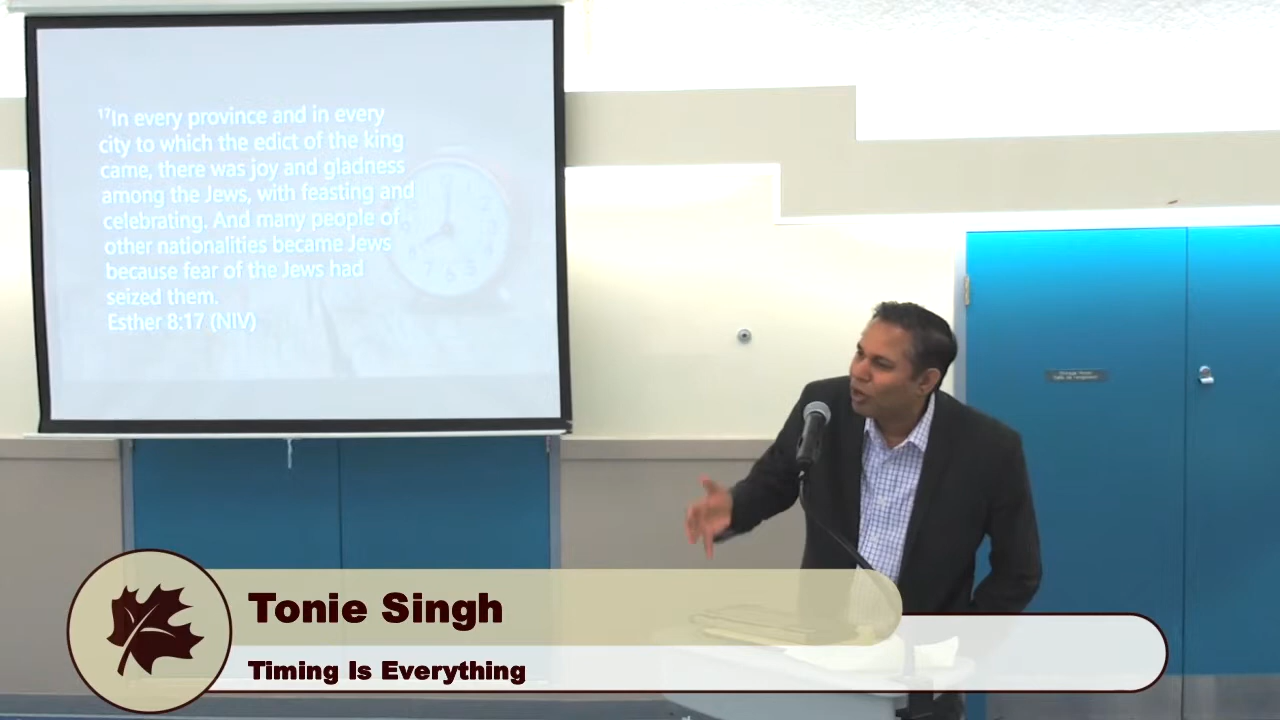 ¹⁷In every province and in every
city to which the edict of the king
came, there was joy and gladness
among the Jews, with feasting and
celebrating. And many people of
other nationalities became Jews
because fear of the Jews had
seized them.
Esther 8:17 (NIV)
Tonie Singh
Timing Is Everything